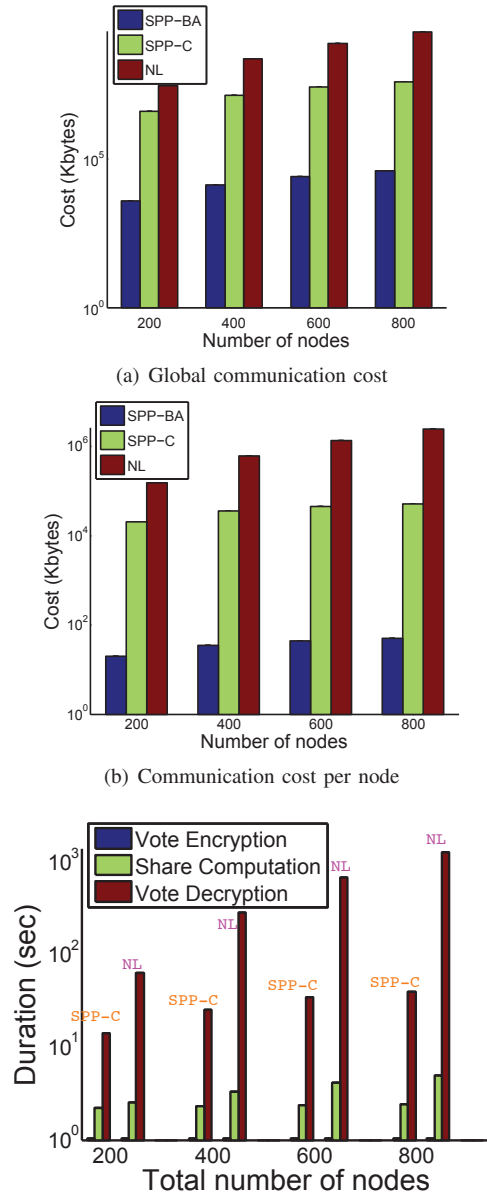 SPP-BA
SPP-C
NL
Cost (Kbytes)
10^5
10^0
200 400 600 800
Number of nodes
(a) Global communication cost
SPP-BA
SPP-C
NL
Cost (Kbytes)
10^6
10^4
10^2
10^0
200 400 600 800
Number of nodes
(b) Communication cost per node
Vote Encryption
Share Computation
Vote Decryption
Duration (sec)
10^3
10^2
10^1
10^0
SPP-C NL SPP-C NL SPP-C NL SPP-C NL
200 400 600 800
Total number of nodes